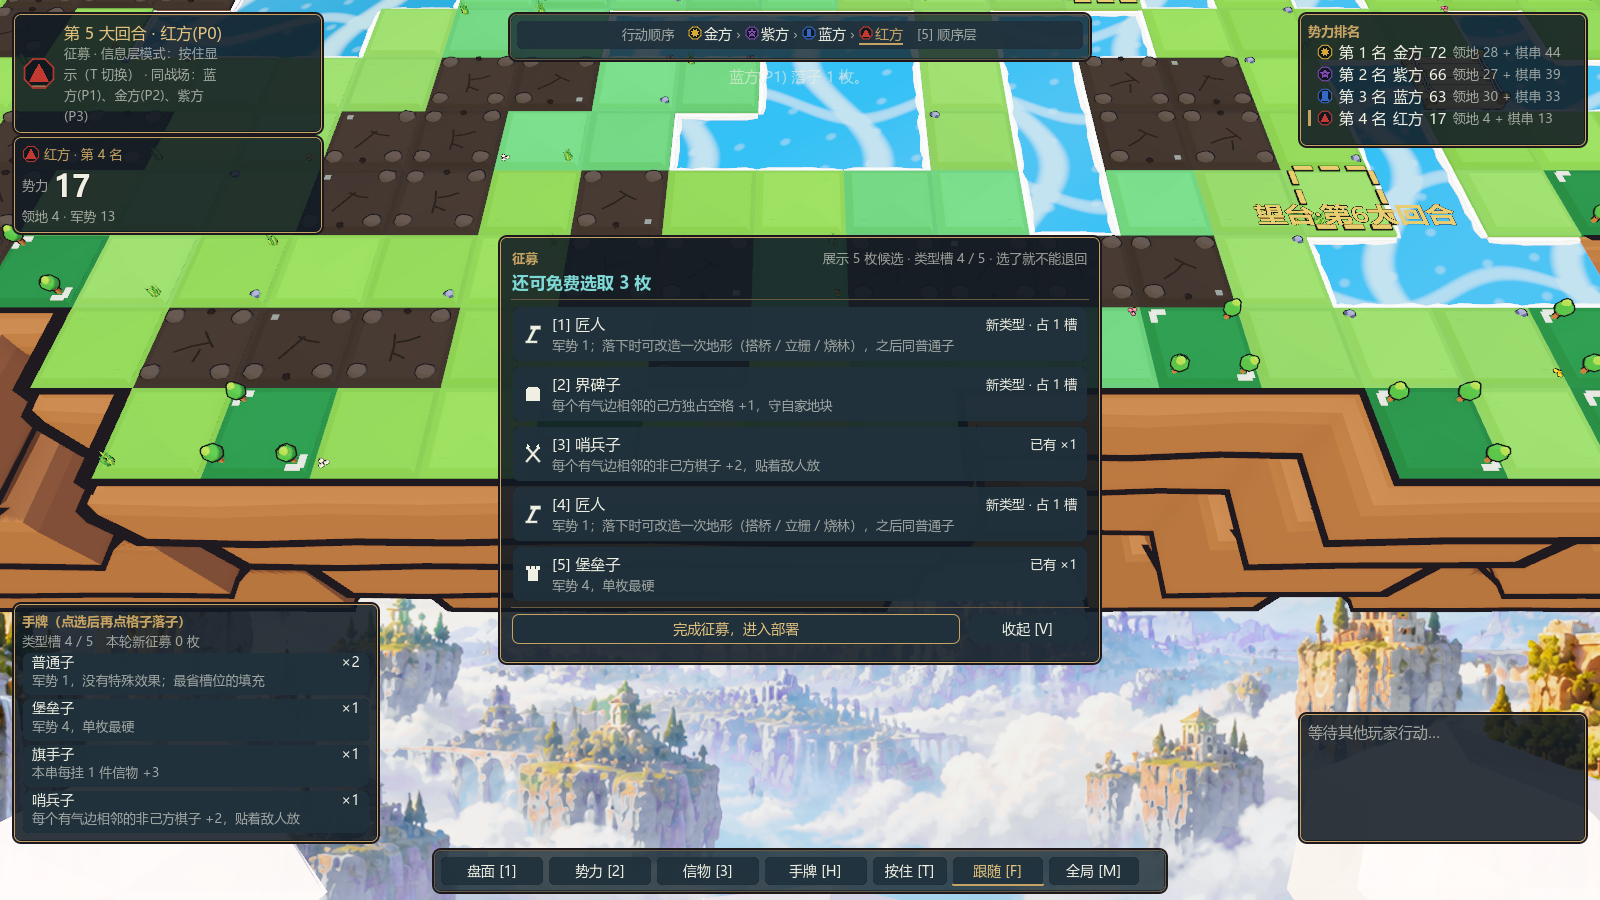 第 5 大回合 · 红方(P0)
征募 · 信息层模式：按住显
示（T 切换） · 同战场：蓝
方(P1)、金方(P2)、紫方
(P3)
红方 · 第 4 名
势力 17
领地 4 · 军势 13
行动顺序 金方 › 紫方 › 蓝方 › 红方 [5] 顺序层
蓝方(P1) 落子 1 枚。
势力排名
第 1 名 金方 72 领地 28 + 棋串 44
第 2 名 紫方 66 领地 27 + 棋串 39
第 3 名 蓝方 63 领地 30 + 棋串 33
第 4 名 红方 17 领地 4 + 棋串 13
望台·第6大回合
征募 展示 5 枚候选 · 类型槽 4 / 5 · 选了就不能退回
还可免费选取 3 枚
[1] 匠人 新类型 · 占 1 槽
军势 1；落下时可改造一次地形（搭桥 / 立栅 / 烧林），之后同普通子
[2] 界碑子 新类型 · 占 1 槽
每个有气边相邻的己方独占空格 +1，守自家地块
[3] 哨兵子 已有 ×1
每个有气边相邻的非己方棋子 +2，贴着敌人放
[4] 匠人 新类型 · 占 1 槽
军势 1；落下时可改造一次地形（搭桥 / 立栅 / 烧林），之后同普通子
[5] 堡垒子 已有 ×1
军势 4，单枚最硬
完成征募，进入部署 收起 [V]
手牌（点选后再点格子落子）
类型槽 4 / 5 本轮新征募 0 枚
普通子 ×2
军势 1，没有特殊效果；最省槽位的填充
堡垒子 ×1
军势 4，单枚最硬
旗手子 ×1
本串每挂 1 件信物 +3
哨兵子 ×1
每个有气边相邻的非己方棋子 +2，贴着敌人放
等待其他玩家行动...
盘面 [1] 势力 [2] 信物 [3] 手牌 [H] 按住 [T] 跟随 [F] 全局 [M]